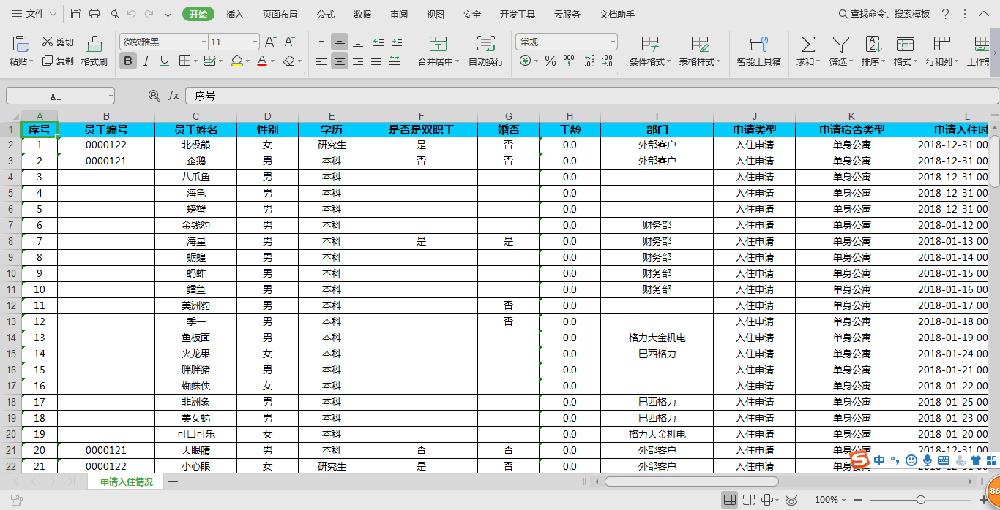 文件 开始 插入 页面布局 公式 数据 审阅 视图 安全 开发工具 云服务 文档助手 查找命令、搜索模板 ?
剪切 微软雅黑 11 A+ A- 常规
粘贴 复制 格式刷 B I U A 合并居中 自动换行 % 000 .00 .00 条件格式 表格样式 智能工具箱 求和 筛选 排序 格式 行和列 工作表
A1 fx 序号
A B C D E F G H I J K L
1 序号 员工编号 员工姓名 性别 学历 是否是双职工 婚否 工龄 部门 申请类型 申请宿舍类型 申请入住时
2 1 0000122 北极熊 女 研究生 是 否 0.0 外部客户 入住申请 单身公寓 2018-12-31 00
3 2 0000121 企鹅 男 本科 否 否 0.0 外部客户 入住申请 单身公寓 2018-12-31 00
4 3 八爪鱼 男 本科 0.0 入住申请 单身公寓 2018-12-31 00
5 4 海龟 男 本科 0.0 入住申请 单身公寓 2018-12-31 00
6 5 螃蟹 男 本科 0.0 入住申请 单身公寓 2018-12-31 00
7 6 金钱豹 男 本科 0.0 财务部 入住申请 单身公寓 2018-01-12 00
8 7 海星 男 本科 是 是 0.0 财务部 入住申请 单身公寓 2018-01-13 00
9 8 蛎蝗 男 本科 0.0 财务部 入住申请 单身公寓 2018-01-14 00
10 9 蚂蚱 男 本科 0.0 财务部 入住申请 单身公寓 2018-01-15 00
11 10 鳕鱼 男 本科 0.0 财务部 入住申请 单身公寓 2018-01-16 00
12 11 美洲豹 男 本科 否 0.0 入住申请 单身公寓 2018-01-17 00
13 12 季一 男 本科 否 0.0 入住申请 单身公寓 2018-01-18 00
14 13 鱼板面 男 本科 0.0 格力大金机电 入住申请 单身公寓 2018-01-19 00
15 14 火龙果 女 本科 0.0 巴西格力 入住申请 单身公寓 2018-01-24 00
16 15 胖胖猪 男 本科 0.0 入住申请 单身公寓 2018-01-21 00
17 16 蜘蛛侠 女 本科 0.0 入住申请 单身公寓 2018-01-22 00
18 17 非洲象 男 本科 0.0 巴西格力 入住申请 单身公寓 2018-01-25 00
19 18 美女蛇 男 本科 0.0 巴西格力 入住申请 单身公寓 2018-01-23 00
20 19 可口可乐 女 本科 0.0 格力大金机电 入住申请 单身公寓 2018-01-20 00
21 20 0000121 大眼睛 男 本科 否 否 0.0 外部客户 入住申请 单身公寓 2018-12-31 00
22 21 0000122 小心眼 女 研究生 是 否 0.0 外部客户 入住申请 单身
中
申请入住情况
100% 86